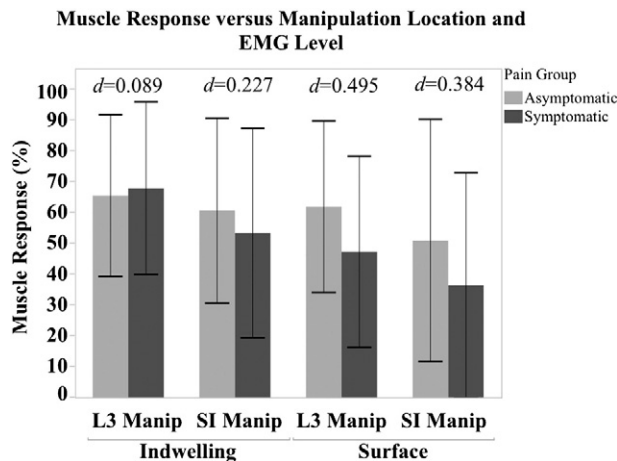 Muscle Response versus Manipulation Location and
EMG Level
d=0.089 d=0.227 d=0.495 d=0.384
Pain Group
Asymptomatic
Symptomatic
Muscle Response (%)
100
90
80
70
60
50
40
30
20
10
0
L3 Manip SI Manip L3 Manip SI Manip
Indwelling Surface